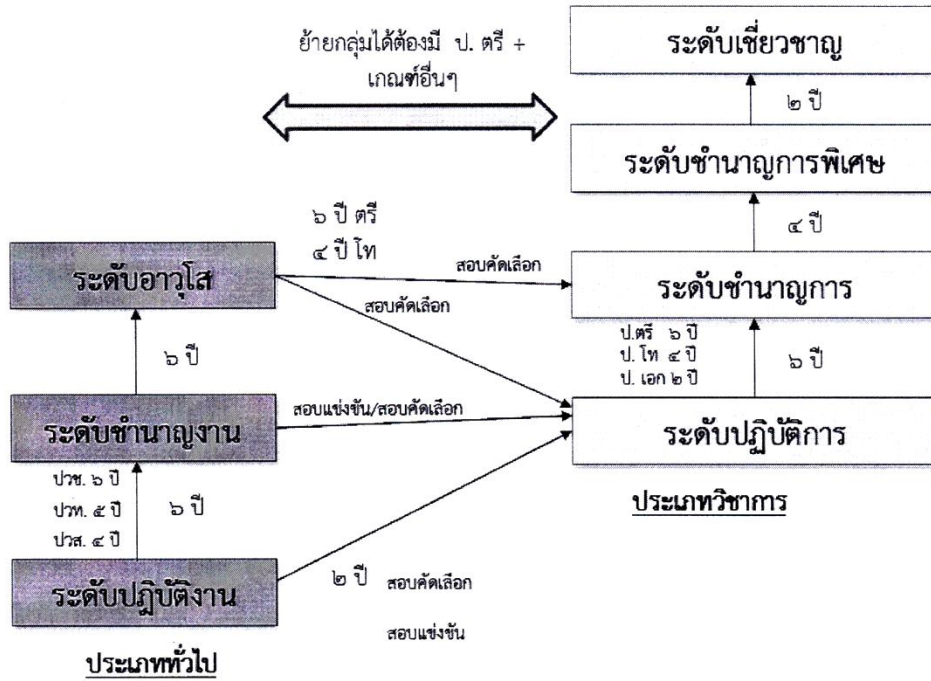 ย้ายกลุ่มได้ต้องมี ป. ตรี +
เกณฑ์อื่นๆ
ระดับเชี่ยวชาญ
๒ ปี
ระดับชำนาญการพิเศษ
๔ ปี
๖ ปี ตรี
๔ ปี โท
ระดับอาวุโส
สอบคัดเลือก
ระดับชำนาญการ
สอบคัดเลือก
๖ ปี
ป.ตรี ๖ ปี
ป. โท ๔ ปี
ป. เอก ๒ ปี
๖ ปี
ระดับชำนาญงาน
สอบแข่งขัน/สอบคัดเลือก
ระดับปฏิบัติการ
ปวช. ๖ ปี
ปวท. ๕ ปี
ปวส. ๔ ปี
๖ ปี
ประเภทวิชาการ
ระดับปฏิบัติงาน
๒ ปี
สอบคัดเลือก
สอบแข่งขัน
ประเภททั่วไป